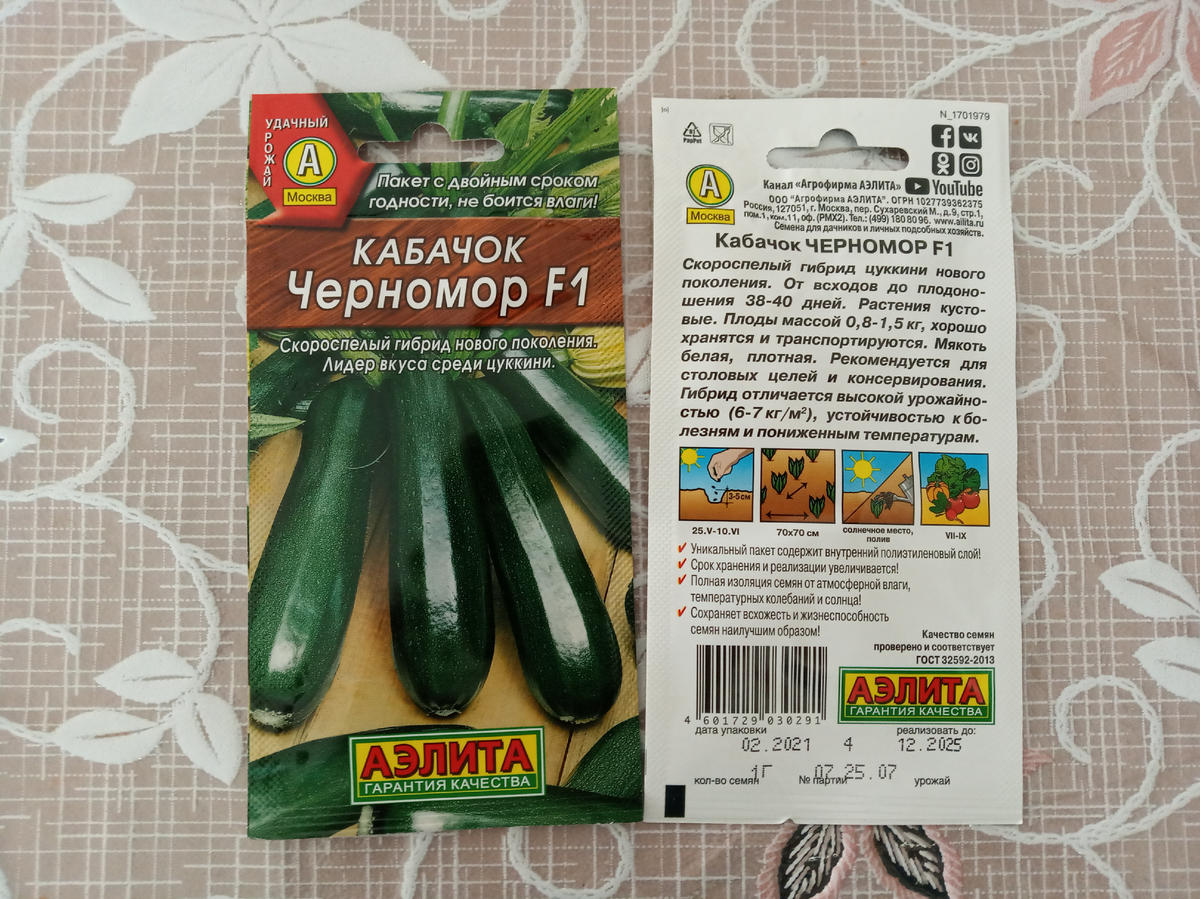 УДАЧНЫЙ
УРОЖАЙ
А
Москва
Пакет с двойным сроком
годности, не боится влаги!
КАБАЧОК
Черномор F1
Скороспелый гибрид нового поколения.
Лидер вкуса среди цуккини.
АЭЛИТА
ГАРАНТИЯ КАЧЕСТВА
N_1701979
PapPet
А
Москва
Канал «Агрофирма АЭЛИТА» YouTube
ООО "Агрофирма АЭЛИТА". ОГРН 1027739362375
Россия, 127051, г. Москва, пер. Сухаревский М., д.9, стр.1,
пом.1, ком.11, оф. (РМХ2). Тел.: (499) 180 80 96. www.ailita.ru
Семена для дачников и личных подсобных хозяйств.
Кабачок ЧЕРНОМОР F1
Скороспелый гибрид цуккини нового
поколения. От всходов до плодоно-
шения 38-40 дней. Растения кусто-
вые. Плоды массой 0,8-1,5 кг, хорошо
хранятся и транспортируются. Мякоть
белая, плотная. Рекомендуется для
столовых целей и консервирования.
Гибрид отличается высокой урожайно-
стью (6-7 кг/м²), устойчивостью к бо-
лезням и пониженным температурам.
3-5 см
25.V-10.VI
70х70 см
солнечное место,
полив
VII-IX
Уникальный пакет содержит внутренний полиэтиленовый слой!
Срок хранения и реализации увеличивается!
Полная изоляция семян от атмосферной влаги,
температурных колебаний и солнца!
Сохраняет всхожесть и жизнеспособность
семян наилучшим образом!
Качество семян
проверено и соответствует
ГОСТ 32592-2013
АЭЛИТА
ГАРАНТИЯ КАЧЕСТВА
4 601729 030291
дата упаковки реализовать до:
02.2021 4 12.2025
1Г 07.25.07
кол-во семян № партии урожай